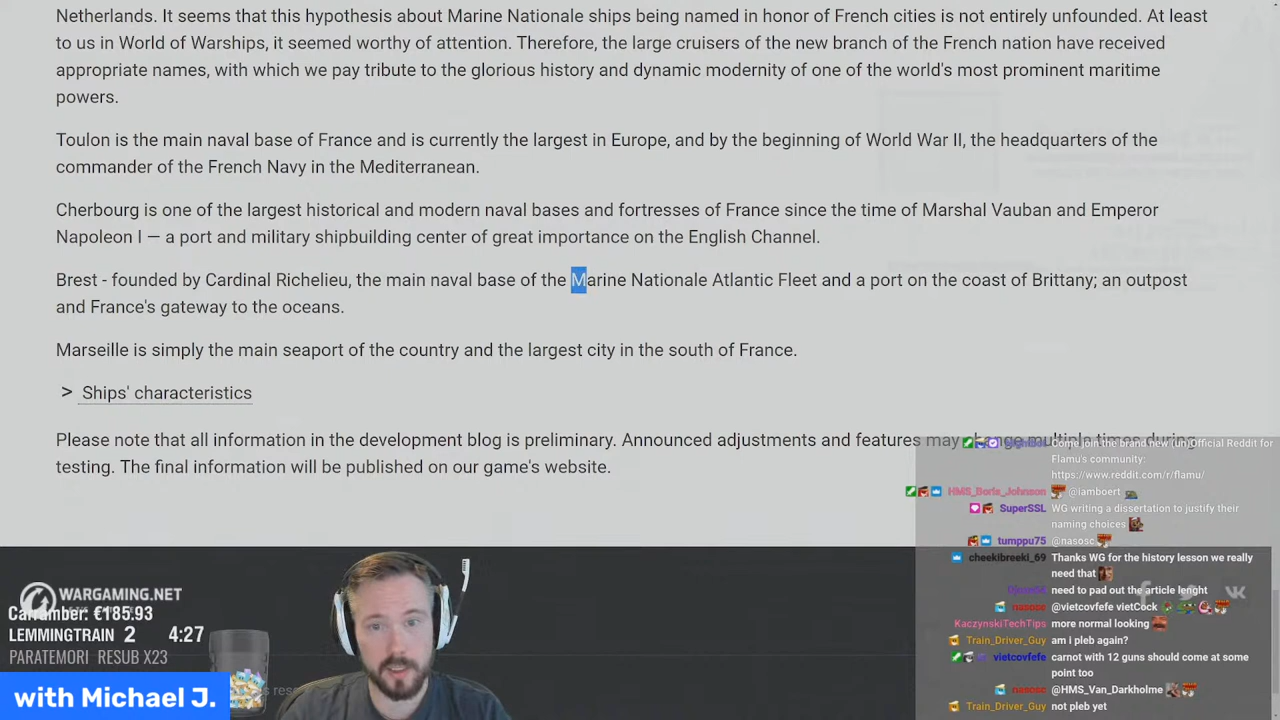 Netherlands. It seems that this hypothesis about Marine Nationale ships being named in honor of French cities is not entirely unfounded. At least
to us in World of Warships, it seemed worthy of attention. Therefore, the large cruisers of the new branch of the French nation have received
appropriate names, with which we pay tribute to the glorious history and dynamic modernity of one of the world's most prominent maritime
powers.
Toulon is the main naval base of France and is currently the largest in Europe, and by the beginning of World War II, the headquarters of the
commander of the French Navy in the Mediterranean.
Cherbourg is one of the largest historical and modern naval bases and fortresses of France since the time of Marshal Vauban and Emperor
Napoleon I — a port and military shipbuilding center of great importance on the English Channel.
Brest - founded by Cardinal Richelieu, the main naval base of the Marine Nationale Atlantic Fleet and a port on the coast of Brittany; an outpost
and France's gateway to the oceans.
Marseille is simply the main seaport of the country and the largest city in the south of France.
> Ships' characteristics
Please note that all information in the development blog is preliminary. Announced adjustments and features may change multiple times during
testing. The final information will be published on our game's website.
Come join the brand new (un)Official Reddit for
Flamu's community:
https://www.reddit.com/r/flamu/
HMS_Boris_Johnson @lamboert
SuperSSL WG writing a dissertation to justify their
naming choices
tumppu75 @nasosc
cheekibreeki_69 Thanks WG for the history lesson we really
need that
need to pad out the article lenght
nasosc @vietcovfefe vietCock
KaczynskiTechTips more normal looking
Train_Driver_Guy am i pleb again?
vietcovfefe carnot with 12 guns should come at some
point too
nasosc @HMS_Van_Darkholme
Train_Driver_Guy not pleb yet
WARGAMING.NET
€185.93
LEMMINGTRAIN 2 4:27
PARATEMORI RESUB X23
with Michael J.